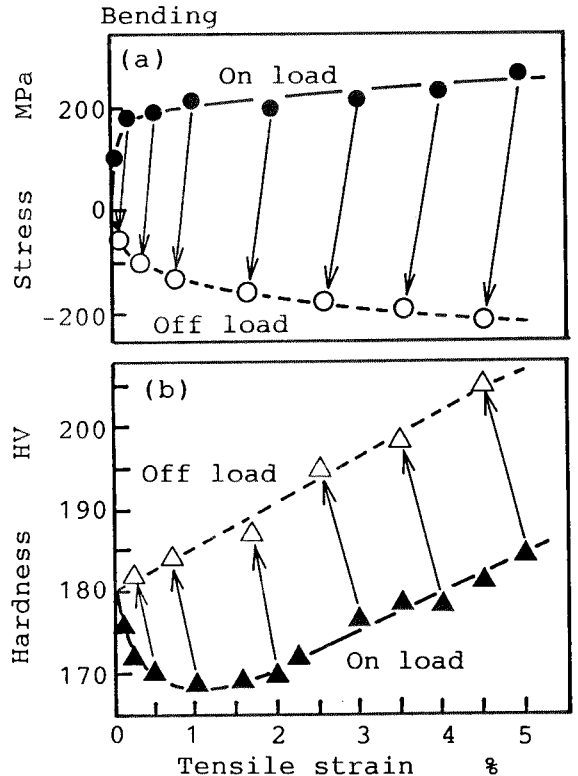 Bending
(a)
On load
MPa
200
0
Stress
-200
Off load
(b)
HV
200
Off load
190
Hardness
180
170
On load
0 1 2 3 4 5
Tensile strain %